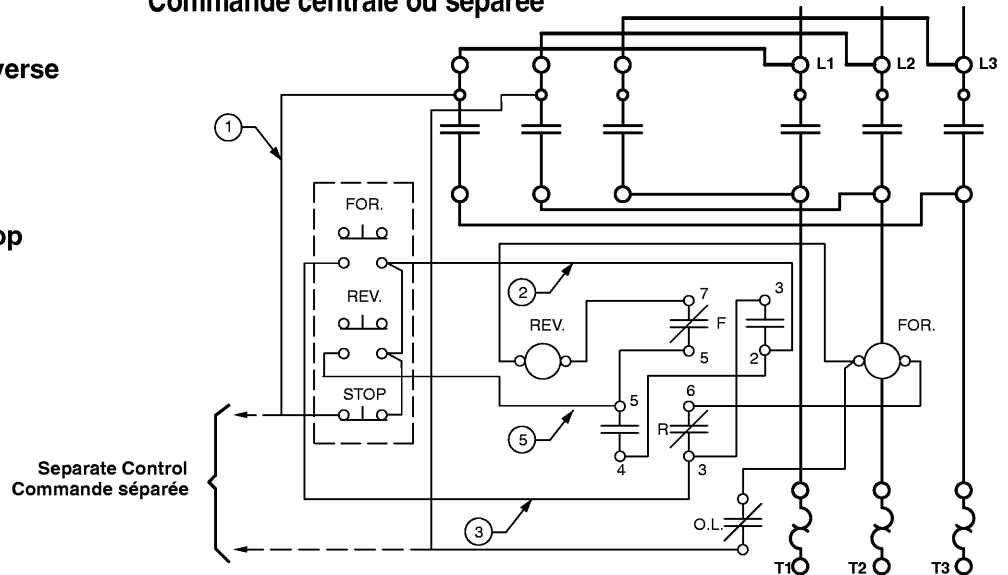 Commande centrale ou séparée
verse
op
L1
L2
L3
1
FOR.
REV.
STOP
2
REV.
7
F
5
3
2
FOR.
5
4
6
R
3
5
3
O.L.
Separate Control
Commande séparée
T1
T2
T3